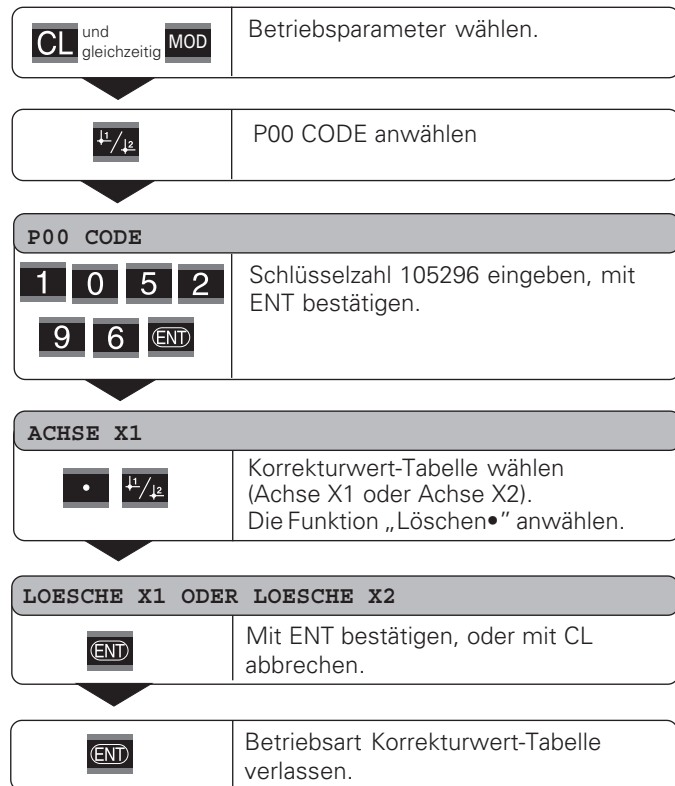 CL und gleichzeitig MOD
Betriebsparameter wählen.
P00 CODE anwählen
P00 CODE
1 0 5 2
9 6 ENT
Schlüsselzahl 105296 eingeben, mit
ENT bestätigen.
ACHSE X1
Korrekturwert-Tabelle wählen
(Achse X1 oder Achse X2).
Die Funktion „Löschen•" anwählen.
LOESCHE X1 ODER LOESCHE X2
ENT
Mit ENT bestätigen, oder mit CL
abbrechen.
ENT
Betriebsart Korrekturwert-Tabelle
verlassen.